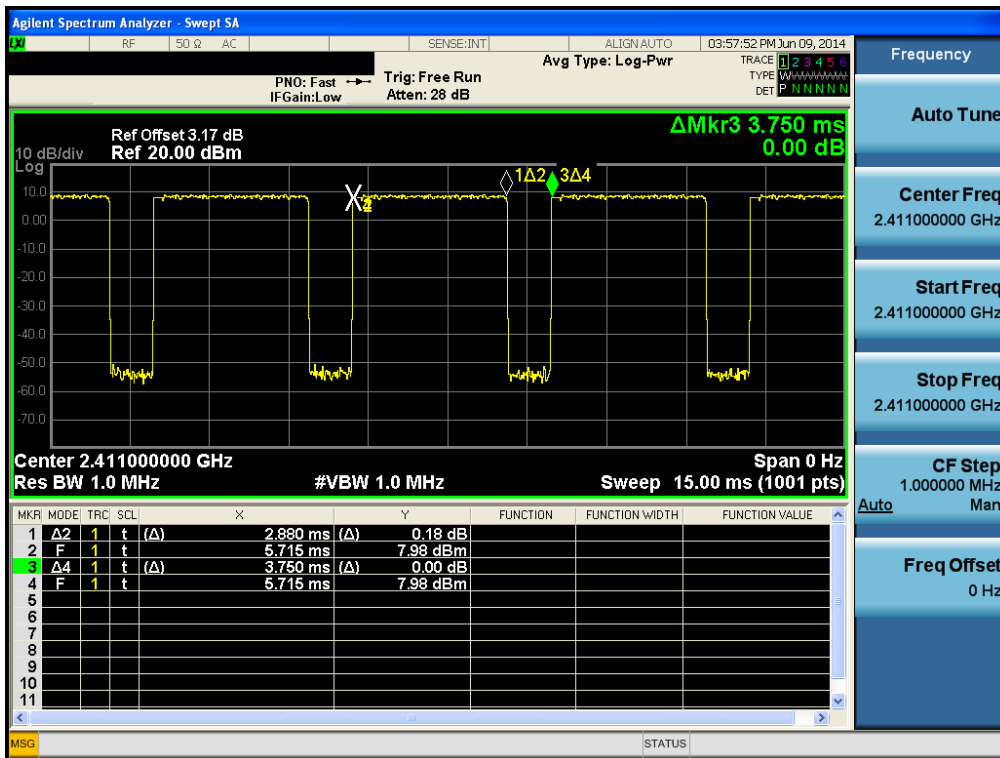 Agilent Spectrum Analyzer - Swept SA
LXI RF 50 Ω AC SENSE:INT ALIGNAUTO 03:57:52 PM Jun 09, 2014
PNO: Fast Trig: Free Run Avg Type: Log-Pwr TRACE 1 2 3 4 5 6
IFGain:Low Atten: 28 dB TYPE W
DET P N N N N N
Frequency
Auto Tune
Center Freq
2.411000000 GHz
Start Freq
2.411000000 GHz
Stop Freq
2.411000000 GHz
CF Step
1.000000 MHz
Auto Man
Freq Offset
0 Hz
ΔMkr3 3.750 ms
0.00 dB
Ref Offset 3.17 dB
10 dB/div Ref 20.00 dBm
Log
10.0
0.00
-10.0
-20.0
-30.0
-40.0
-50.0
-60.0
-70.0
X 2 1Δ2 3Δ4
Center 2.411000000 GHz Span 0 Hz
Res BW 1.0 MHz #VBW 1.0 MHz Sweep 15.00 ms (1001 pts)
MKR MODE TRC SCL X Y FUNCTION FUNCTION WIDTH FUNCTION VALUE
1 Δ2 1 t (Δ) 2.880 ms (Δ) 0.18 dB
2 F 1 t 5.715 ms 7.98 dBm
3 Δ4 1 t (Δ) 3.750 ms (Δ) 0.00 dB
4 F 1 t 5.715 ms 7.98 dBm
5
6
7
8
9
10
11
MSG STATUS